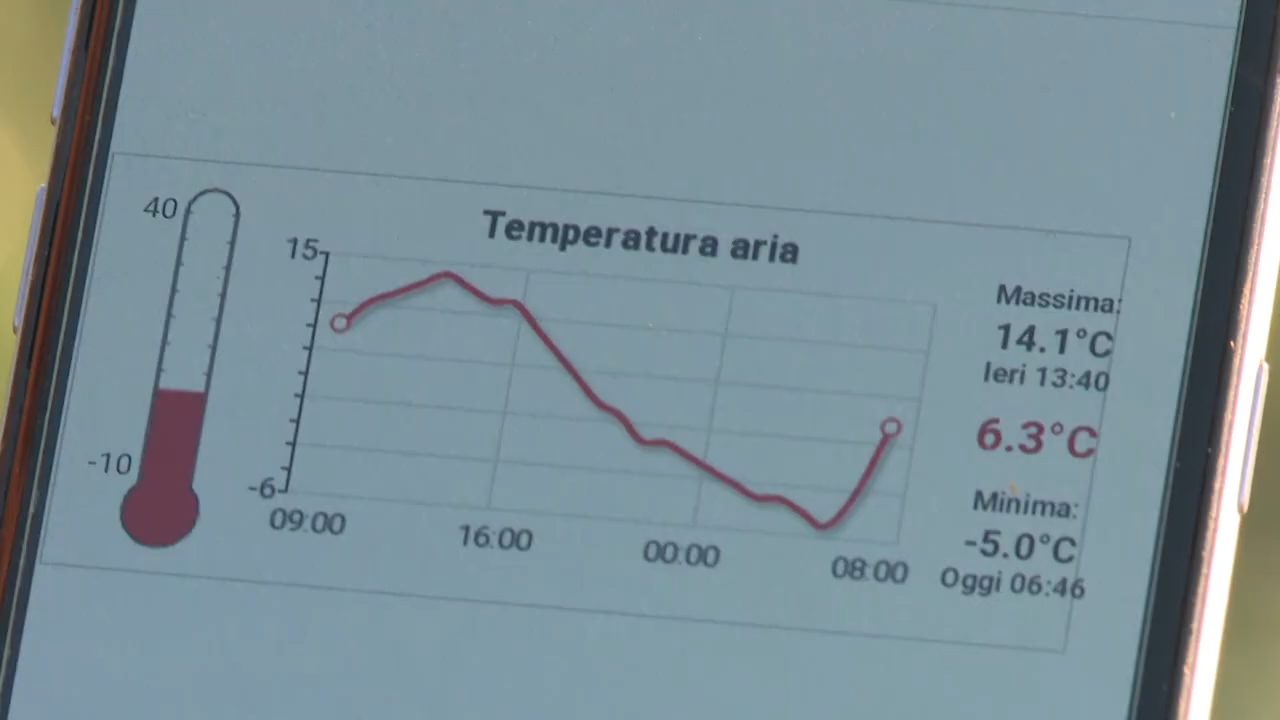 Temperatura aria
40
-10
15
-6
09:00
16:00
00:00
08:00
Massima:
14.1°C
Ieri 13:40
6.3°C
Minima:
-5.0°C
Oggi 06:46